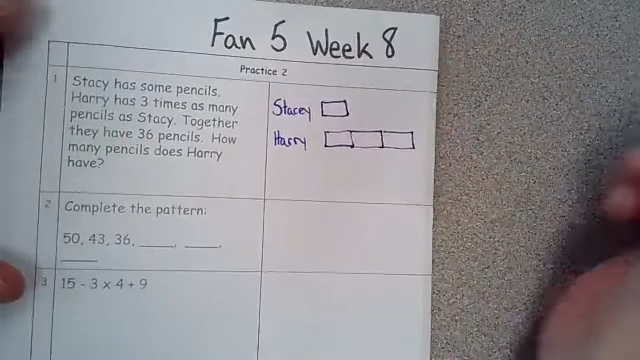 Fan 5 Week 8
Practice 2
1
Stacy has some pencils.
Harry has 3 times as many
pencils as Stacy. Together
they have 36 pencils. How
many pencils does Harry
have?
Stacey
Harry
2
Complete the pattern:
50, 43, 36, _____, _____,
_____
3
15 - 3 x 4 + 9